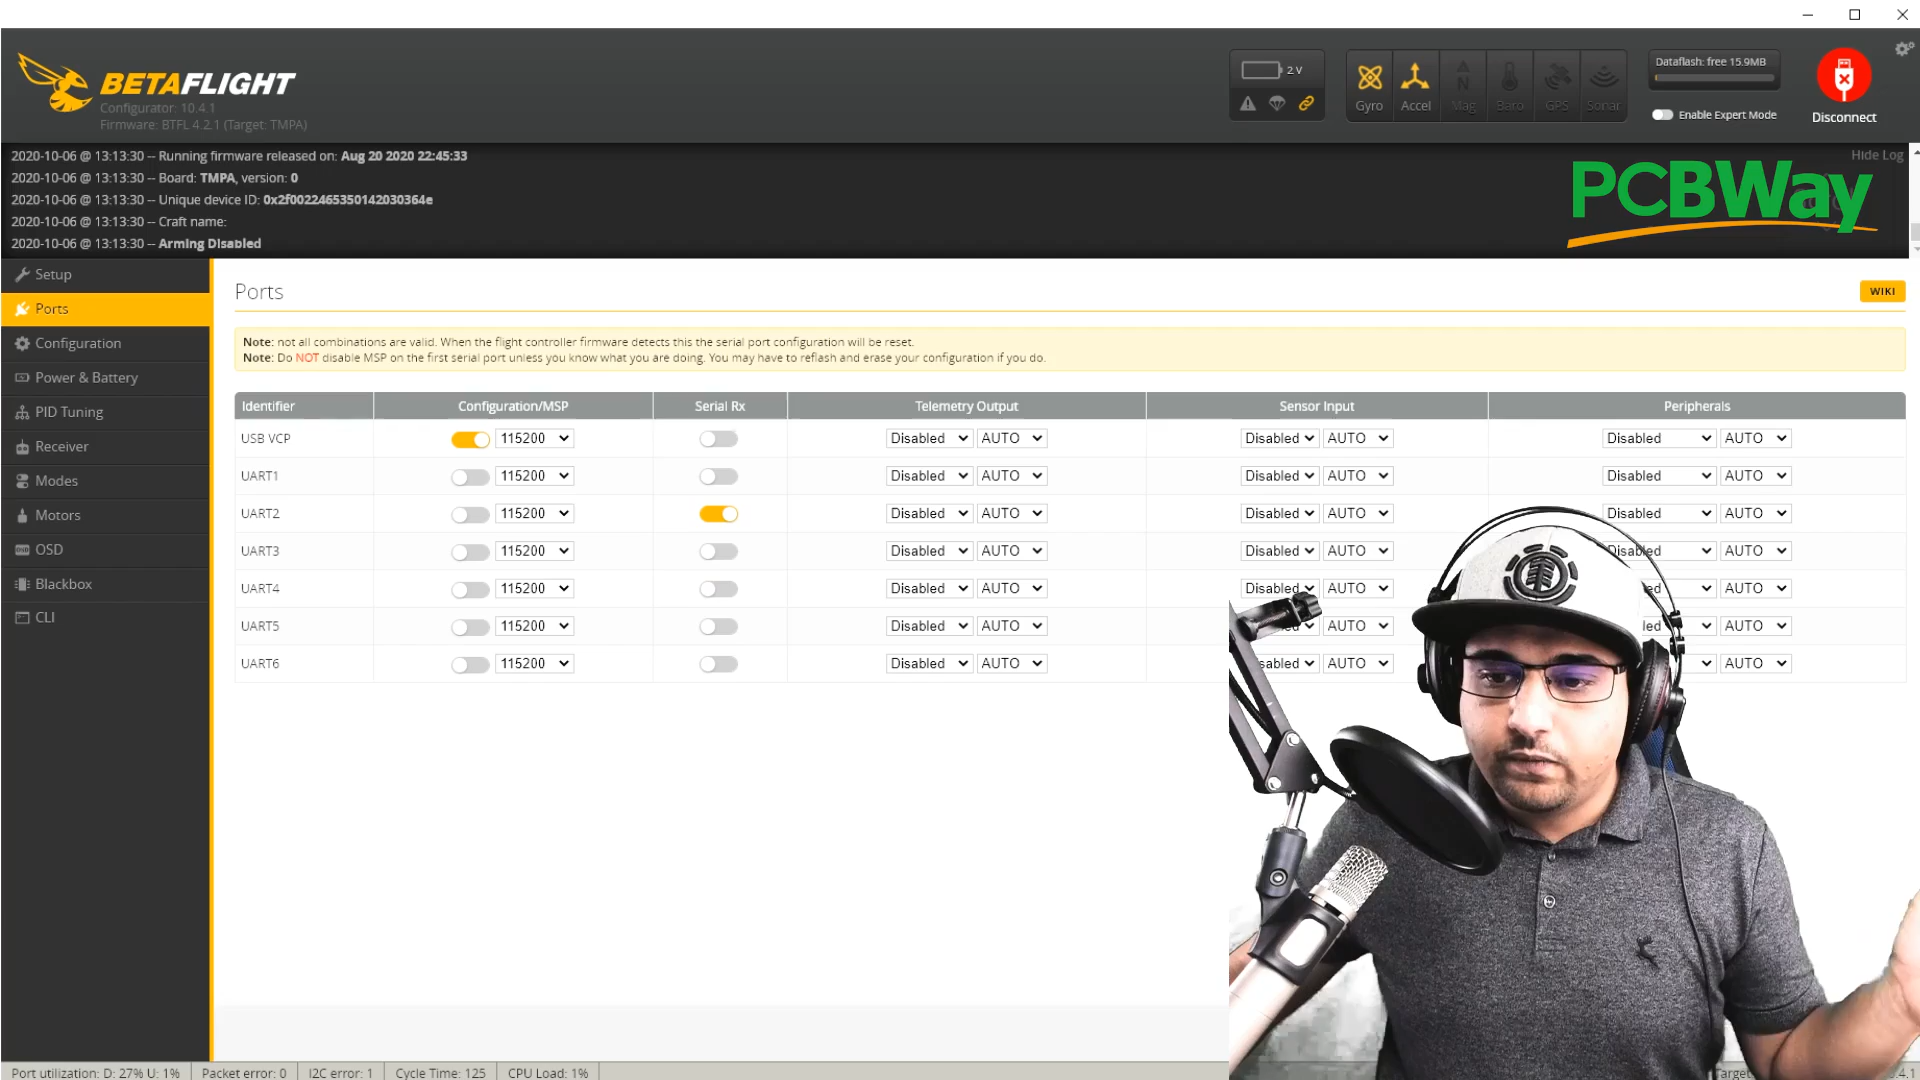 BETAFLIGHT
Configurator: 10.4.1
Firmware: BTFL 4.2.1 (Target: TMPA)
2 V
Gyro Accel Mag Baro GPS Sonar
Dataflash: free 15.9MB
Enable Expert Mode
Disconnect
2020-10-06 @ 13:13:30 -- Running firmware released on: Aug 20 2020 22:45:33
2020-10-06 @ 13:13:30 -- Board: TMPA, version: 0
2020-10-06 @ 13:13:30 -- Unique device ID: 0x2f0022465350142030364e
2020-10-06 @ 13:13:30 -- Craft name:
2020-10-06 @ 13:13:30 -- Arming Disabled
Hide Log
PCBWay
Setup
Ports
Configuration
Power & Battery
PID Tuning
Receiver
Modes
Motors
OSD
Blackbox
CLI
Ports
WIKI
Note: not all combinations are valid. When the flight controller firmware detects this the serial port configuration will be reset.
Note: Do NOT disable MSP on the first serial port unless you know what you are doing. You may have to reflash and erase your configuration if you do.
Identifier Configuration/MSP Serial Rx Telemetry Output Sensor Input Peripherals
USB VCP 115200 Disabled AUTO Disabled AUTO Disabled AUTO
UART1 115200 Disabled AUTO Disabled AUTO Disabled AUTO
UART2 115200 Disabled AUTO Disabled AUTO Disabled AUTO
UART3 115200 Disabled AUTO Disabled AUTO Disabled AUTO
UART4 115200 Disabled AUTO Disabled AUTO ed AUTO
UART5 115200 Disabled AUTO led AUTO led AUTO
UART6 115200 Disabled AUTO sabled AUTO AUTO
Port utilization: D: 27% U: 1% Packet error: 0 I2C error: 1 Cycle Time: 125 CPU Load: 1% Target: .4.1